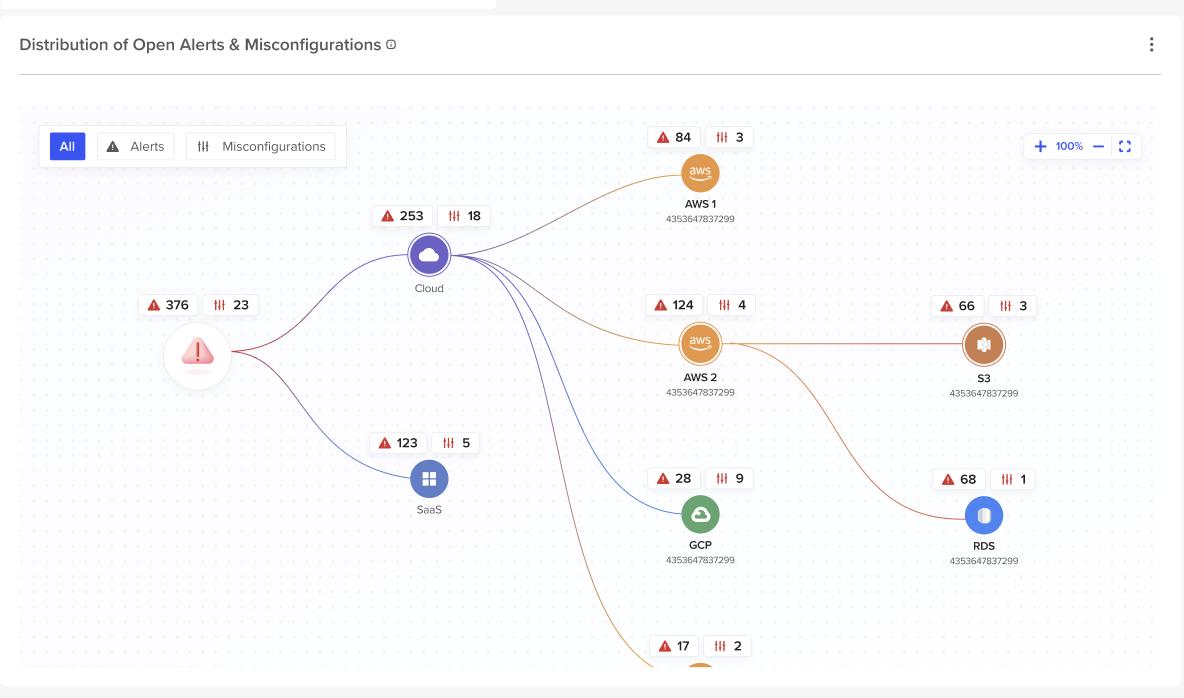 Distribution of Open Alerts & Misconfigurations
All
Alerts
Misconfigurations
100%
84 3
aws
AWS 1
4353647837299
253 18
Cloud
376 23
124 4
aws
AWS 2
4353647837299
66 3
S3
4353647837299
123 5
SaaS
28 9
GCP
4353647837299
68 1
RDS
4353647837299
17 2